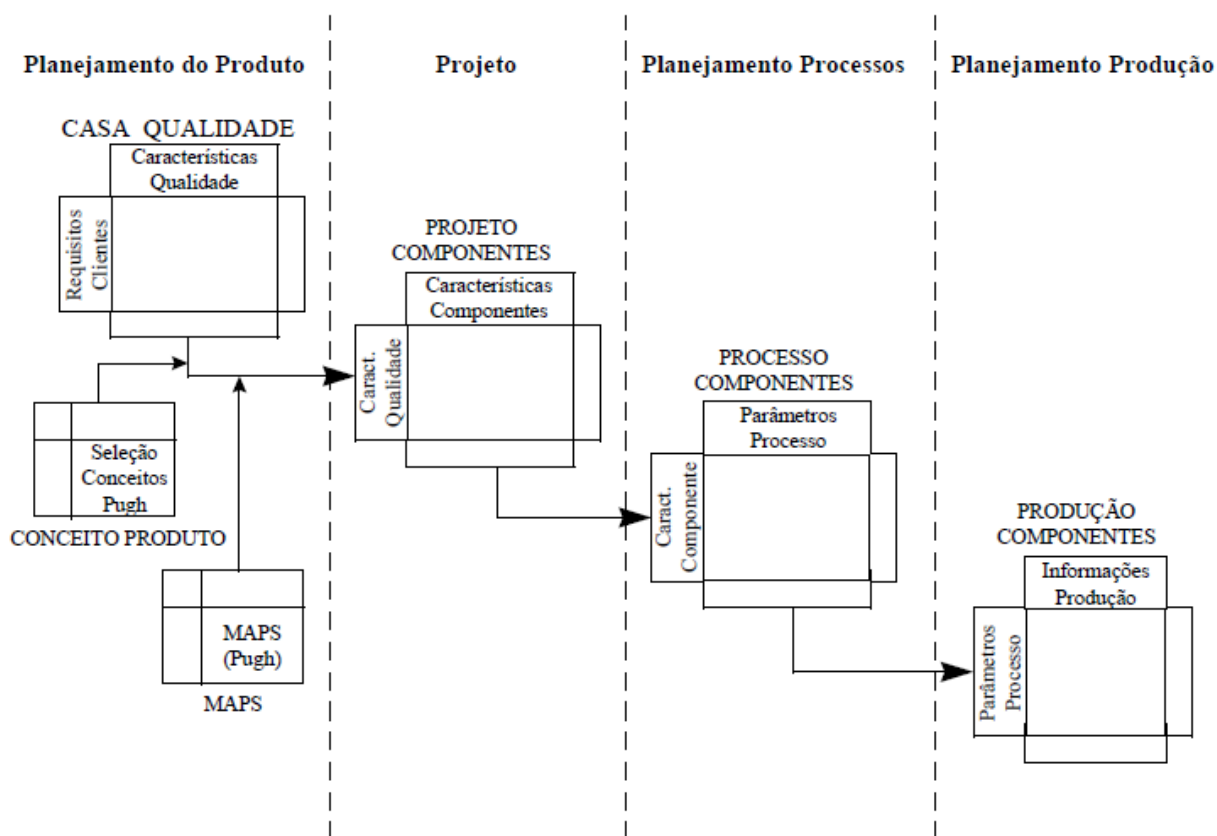 Planejamento do Produto
Projeto
Planejamento Processos
Planejamento Produção
CASA QUALIDADE
Características
Qualidade
Requisitos
Clientes
PROJETO
COMPONENTES
Características
Componentes
Caract.
Qualidade
Seleção
Conceitos
Pugh
CONCEITO PRODUTO
MAPS
(Pugh)
MAPS
PROCESSO
COMPONENTES
Parâmetros
Processo
Caract.
Componente
PRODUÇÃO
COMPONENTES
Informações
Produção
Parâmetros
Processo